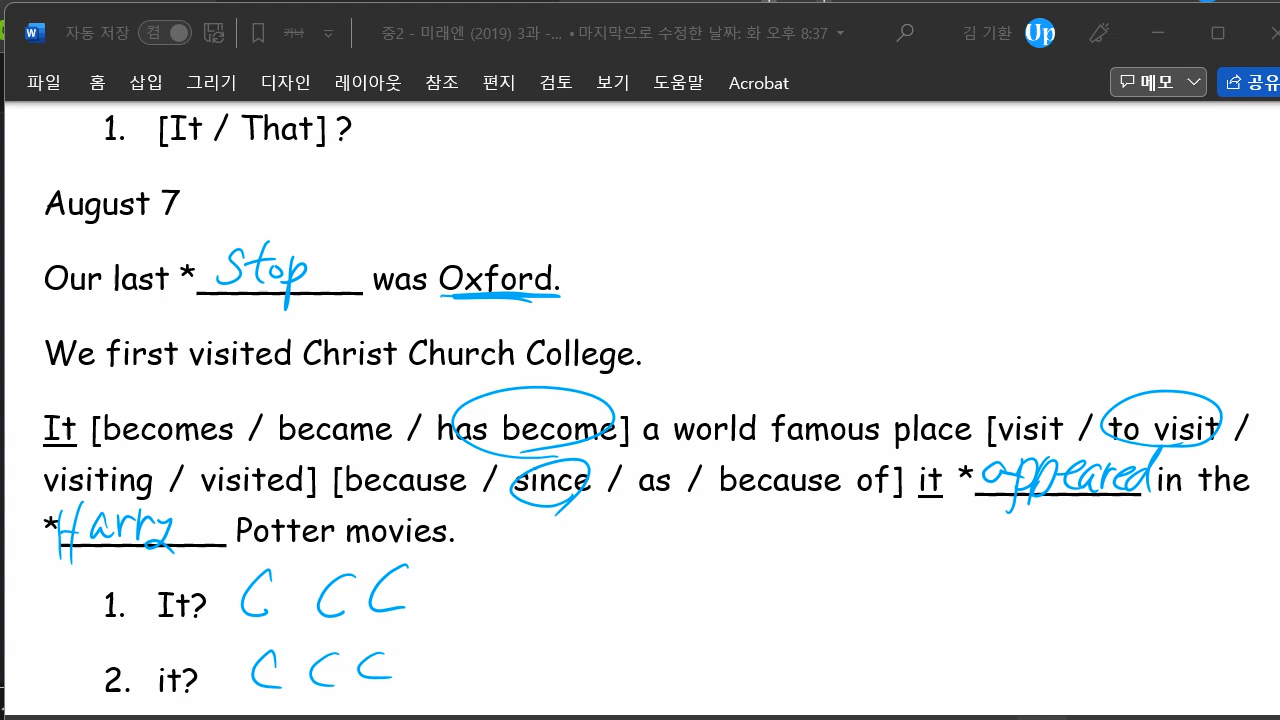 자동 저장 켬 가나 중2 - 미래엔 (2019) 3과 -... • 마지막으로 수정한 날짜: 화 오후 8:37 김 기환 Up
파일 홈 삽입 그리기 디자인 레이아웃 참조 편지 검토 보기 도움말 Acrobat 메모 공유
1. [It / That] ?
August 7
Our last *stop was Oxford.
We first visited Christ Church College.
It [becomes / became / has become] a world famous place [visit / to visit /
visiting / visited] [because / since / as / because of] it *appeared in the
*Harry Potter movies.
1. It? C C C
2. it? C C C